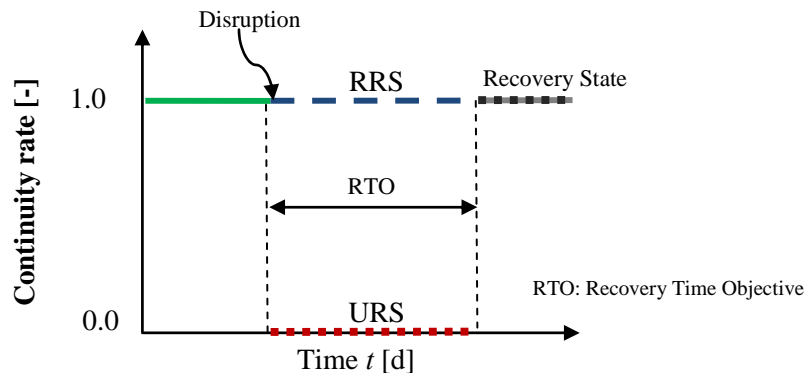 Disruption
Continuity rate [-]
1.0
RRS
Recovery State
RTO
RTO: Recovery Time Objective
0.0
URS
Time t [d]